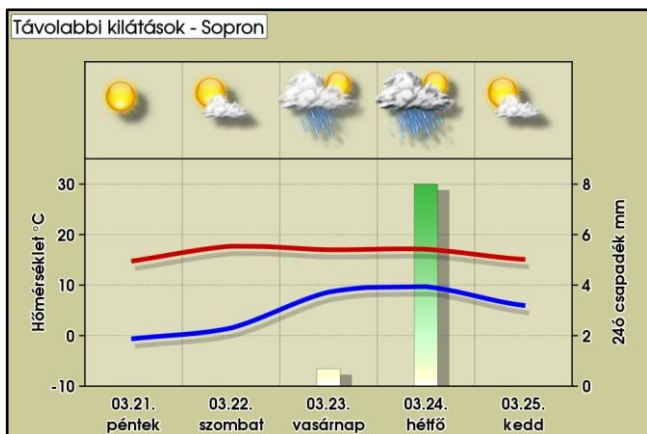 Távolabbi kilátások - Sopron
Hőmérséklet °C
30
20
10
0
-10
8
6
4
2
0
24ó csapadék mm
03.21. 03.22. 03.23. 03.24. 03.25.
péntek szombat vasárnap hétfő kedd